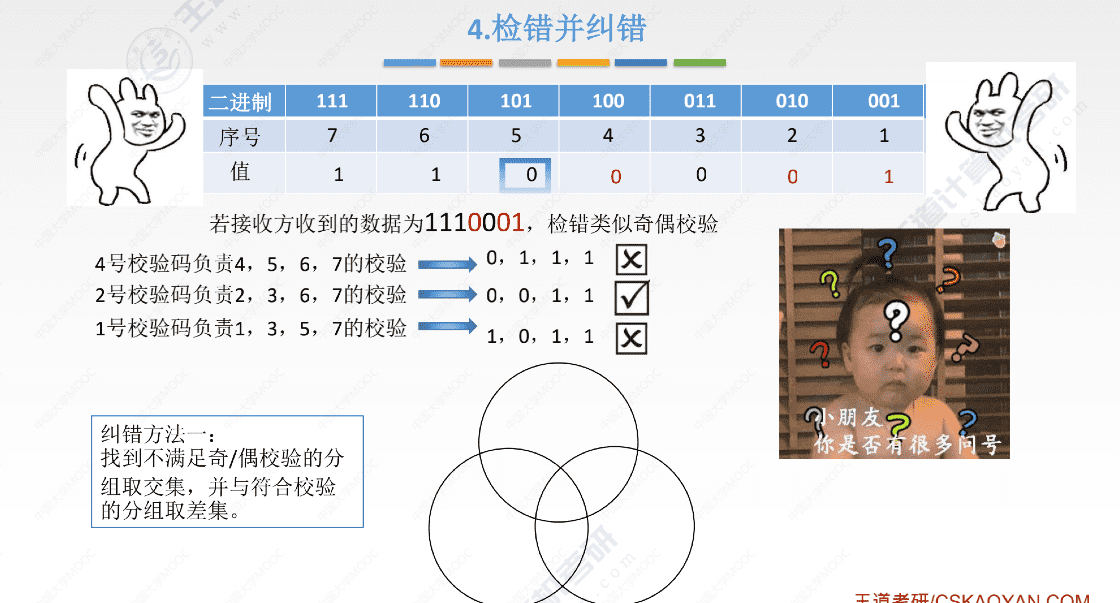 4.检错并纠错
二进制 111 110 101 100 011 010 001
序号 7 6 5 4 3 2 1
值 1 1 0 0 0 0 1
若接收方收到的数据为1110001，检错类似奇偶校验
4号校验码负责4，5，6，7的校验 0，1，1，1
2号校验码负责2，3，6，7的校验 0，0，1，1
1号校验码负责1，3，5，7的校验 1，0，1，1
纠错方法一：
找到不满足奇/偶校验的分
组取交集，并与符合校验
的分组取差集。
小朋友
你是否有很多问号
王道考研/CSKAOYAN.COM